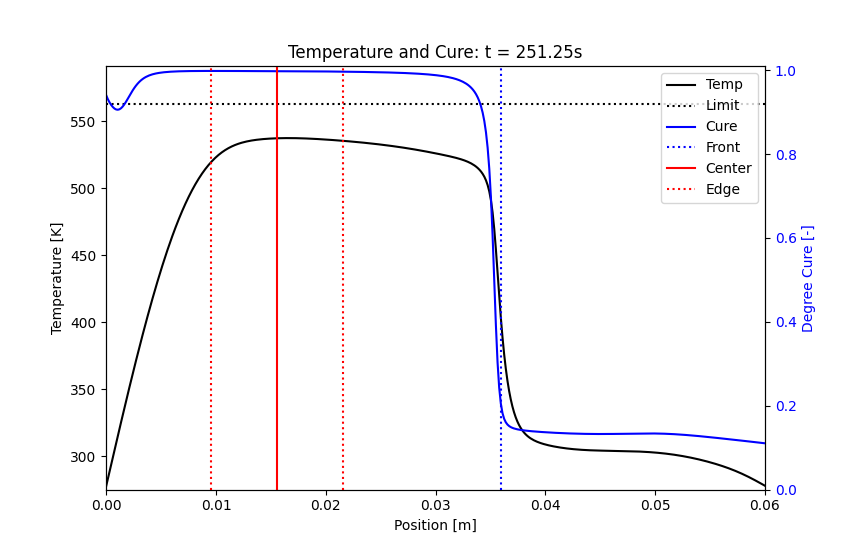 Temperature and Cure: t = 251.25s
Temperature [K]
550
500
450
400
350
300
Temp
Limit
Cure
Front
Center
Edge
1.0
0.8
0.6
0.4
0.2
0.0
Degree Cure [-]
0.00 0.01 0.02 0.03 0.04 0.05 0.06
Position [m]